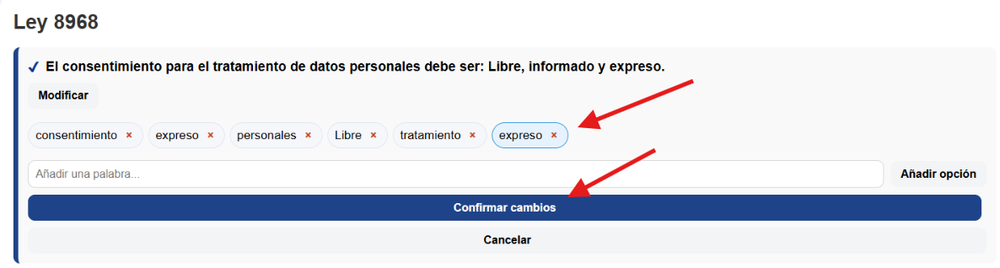 Ley 8968
✔ El consentimiento para el tratamiento de datos personales debe ser: Libre, informado y expreso.
Modificar
consentimiento × expreso × personales × Libre × tratamiento × expreso ×
Añadir una palabra... Añadir opción
Confirmar cambios
Cancelar